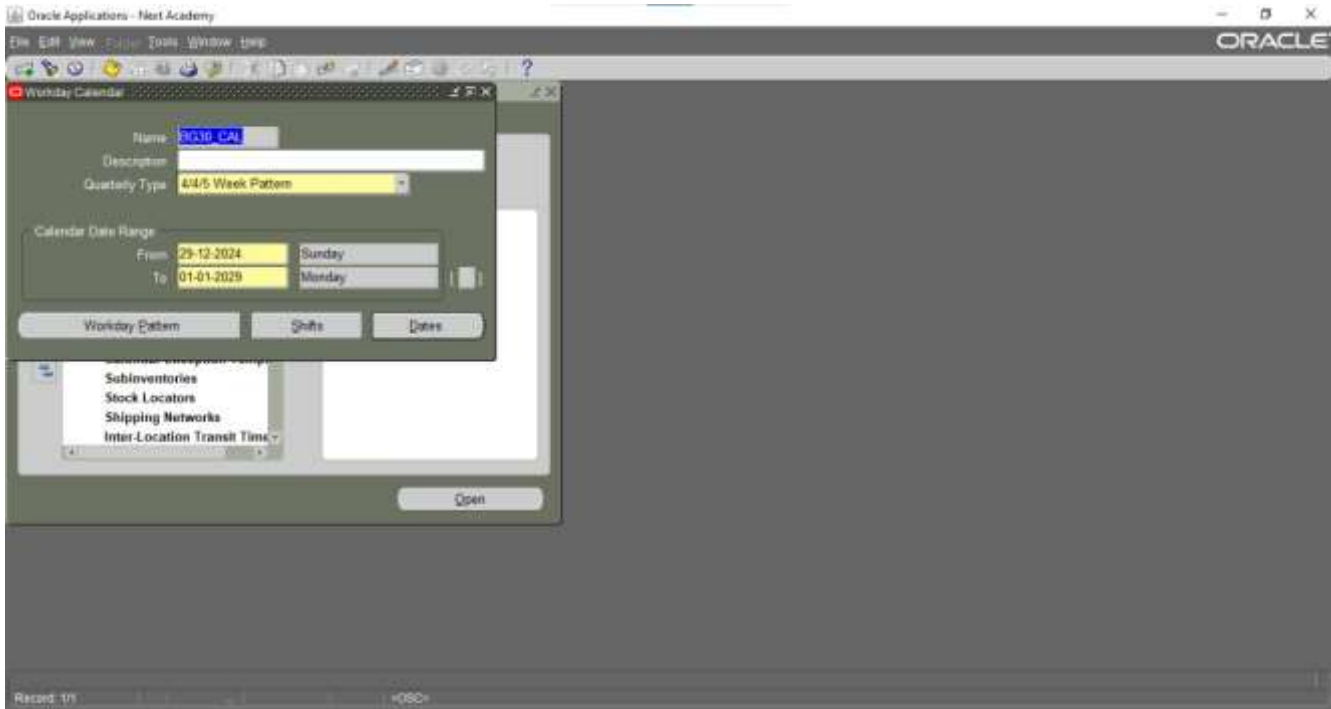 Oracle Applications - Next Academy
File Edit View Folder Tools Window Help
ORACLE
Workday Calendar
Name BG30_CAL
Description
Quarterly Type 4/4/5 Week Pattern
Calendar Date Range
From 29-12-2024 Sunday
To 01-01-2029 Monday
[ ]
Workday Pattern Shifts Dates
Subinventories
Stock Locators
Shipping Networks
Inter-Location Transit Time
Open
Record: 1/1 <OSC>